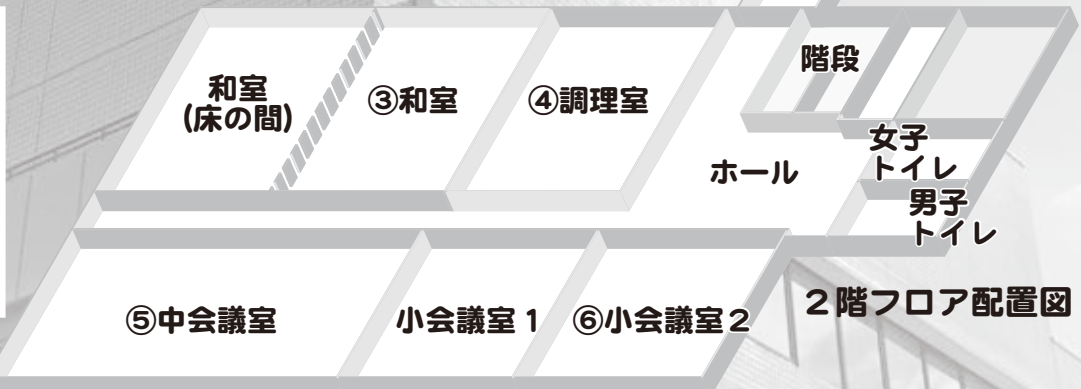 和室
(床の間)
③和室
④調理室
階段
ホール
女子
トイレ
男子
トイレ
⑤中会議室
小会議室１
⑥小会議室２
２階フロア配置図